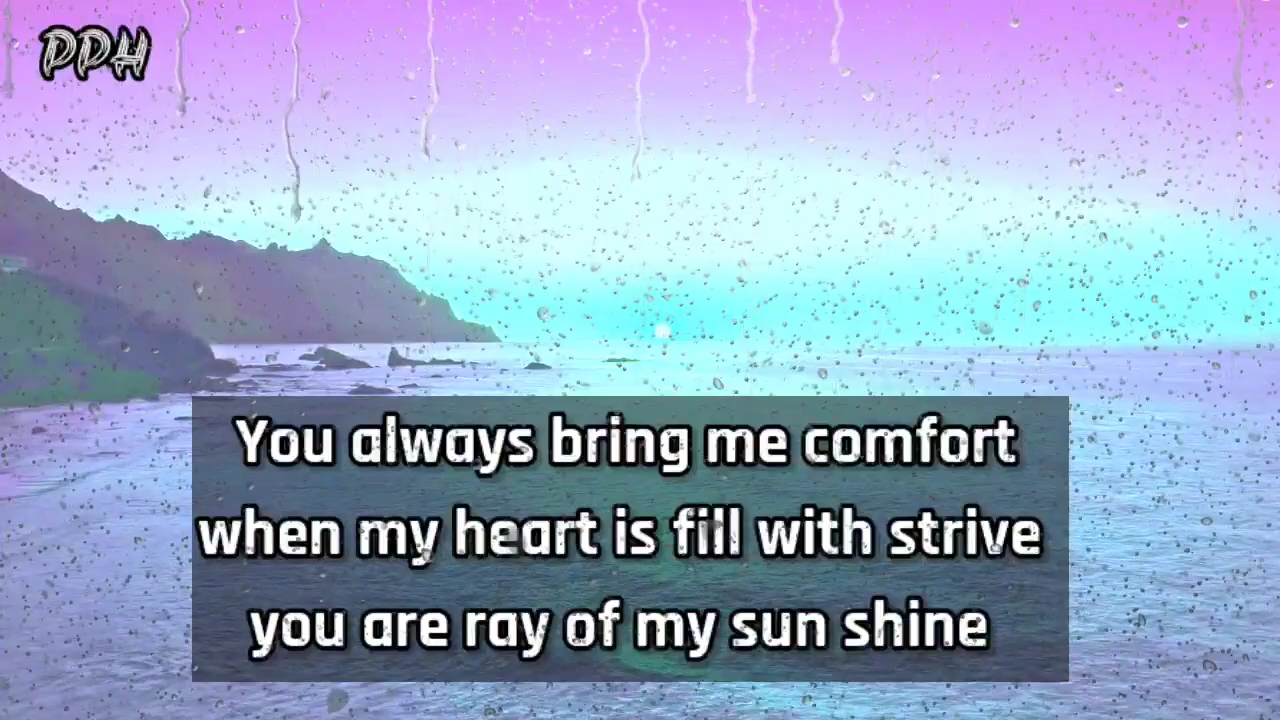 PPH
You always bring me comfort
when my heart is fill with strive
you are ray of my sun shine